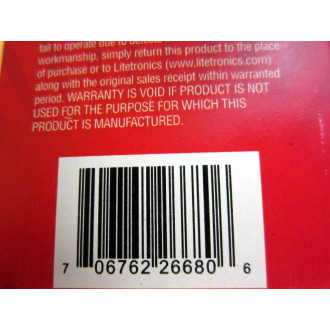 fail to operate due to defects in
workmanship, simply return this product to the place
of purchase or to Litetronics (www.litetronics.com)
along with the original sales receipt within warranted
period. WARRANTY IS VOID IF PRODUCT IS NOT
USED FOR THE PURPOSE FOR WHICH THIS
PRODUCT IS MANUFACTURED.
7 06762 26680 6